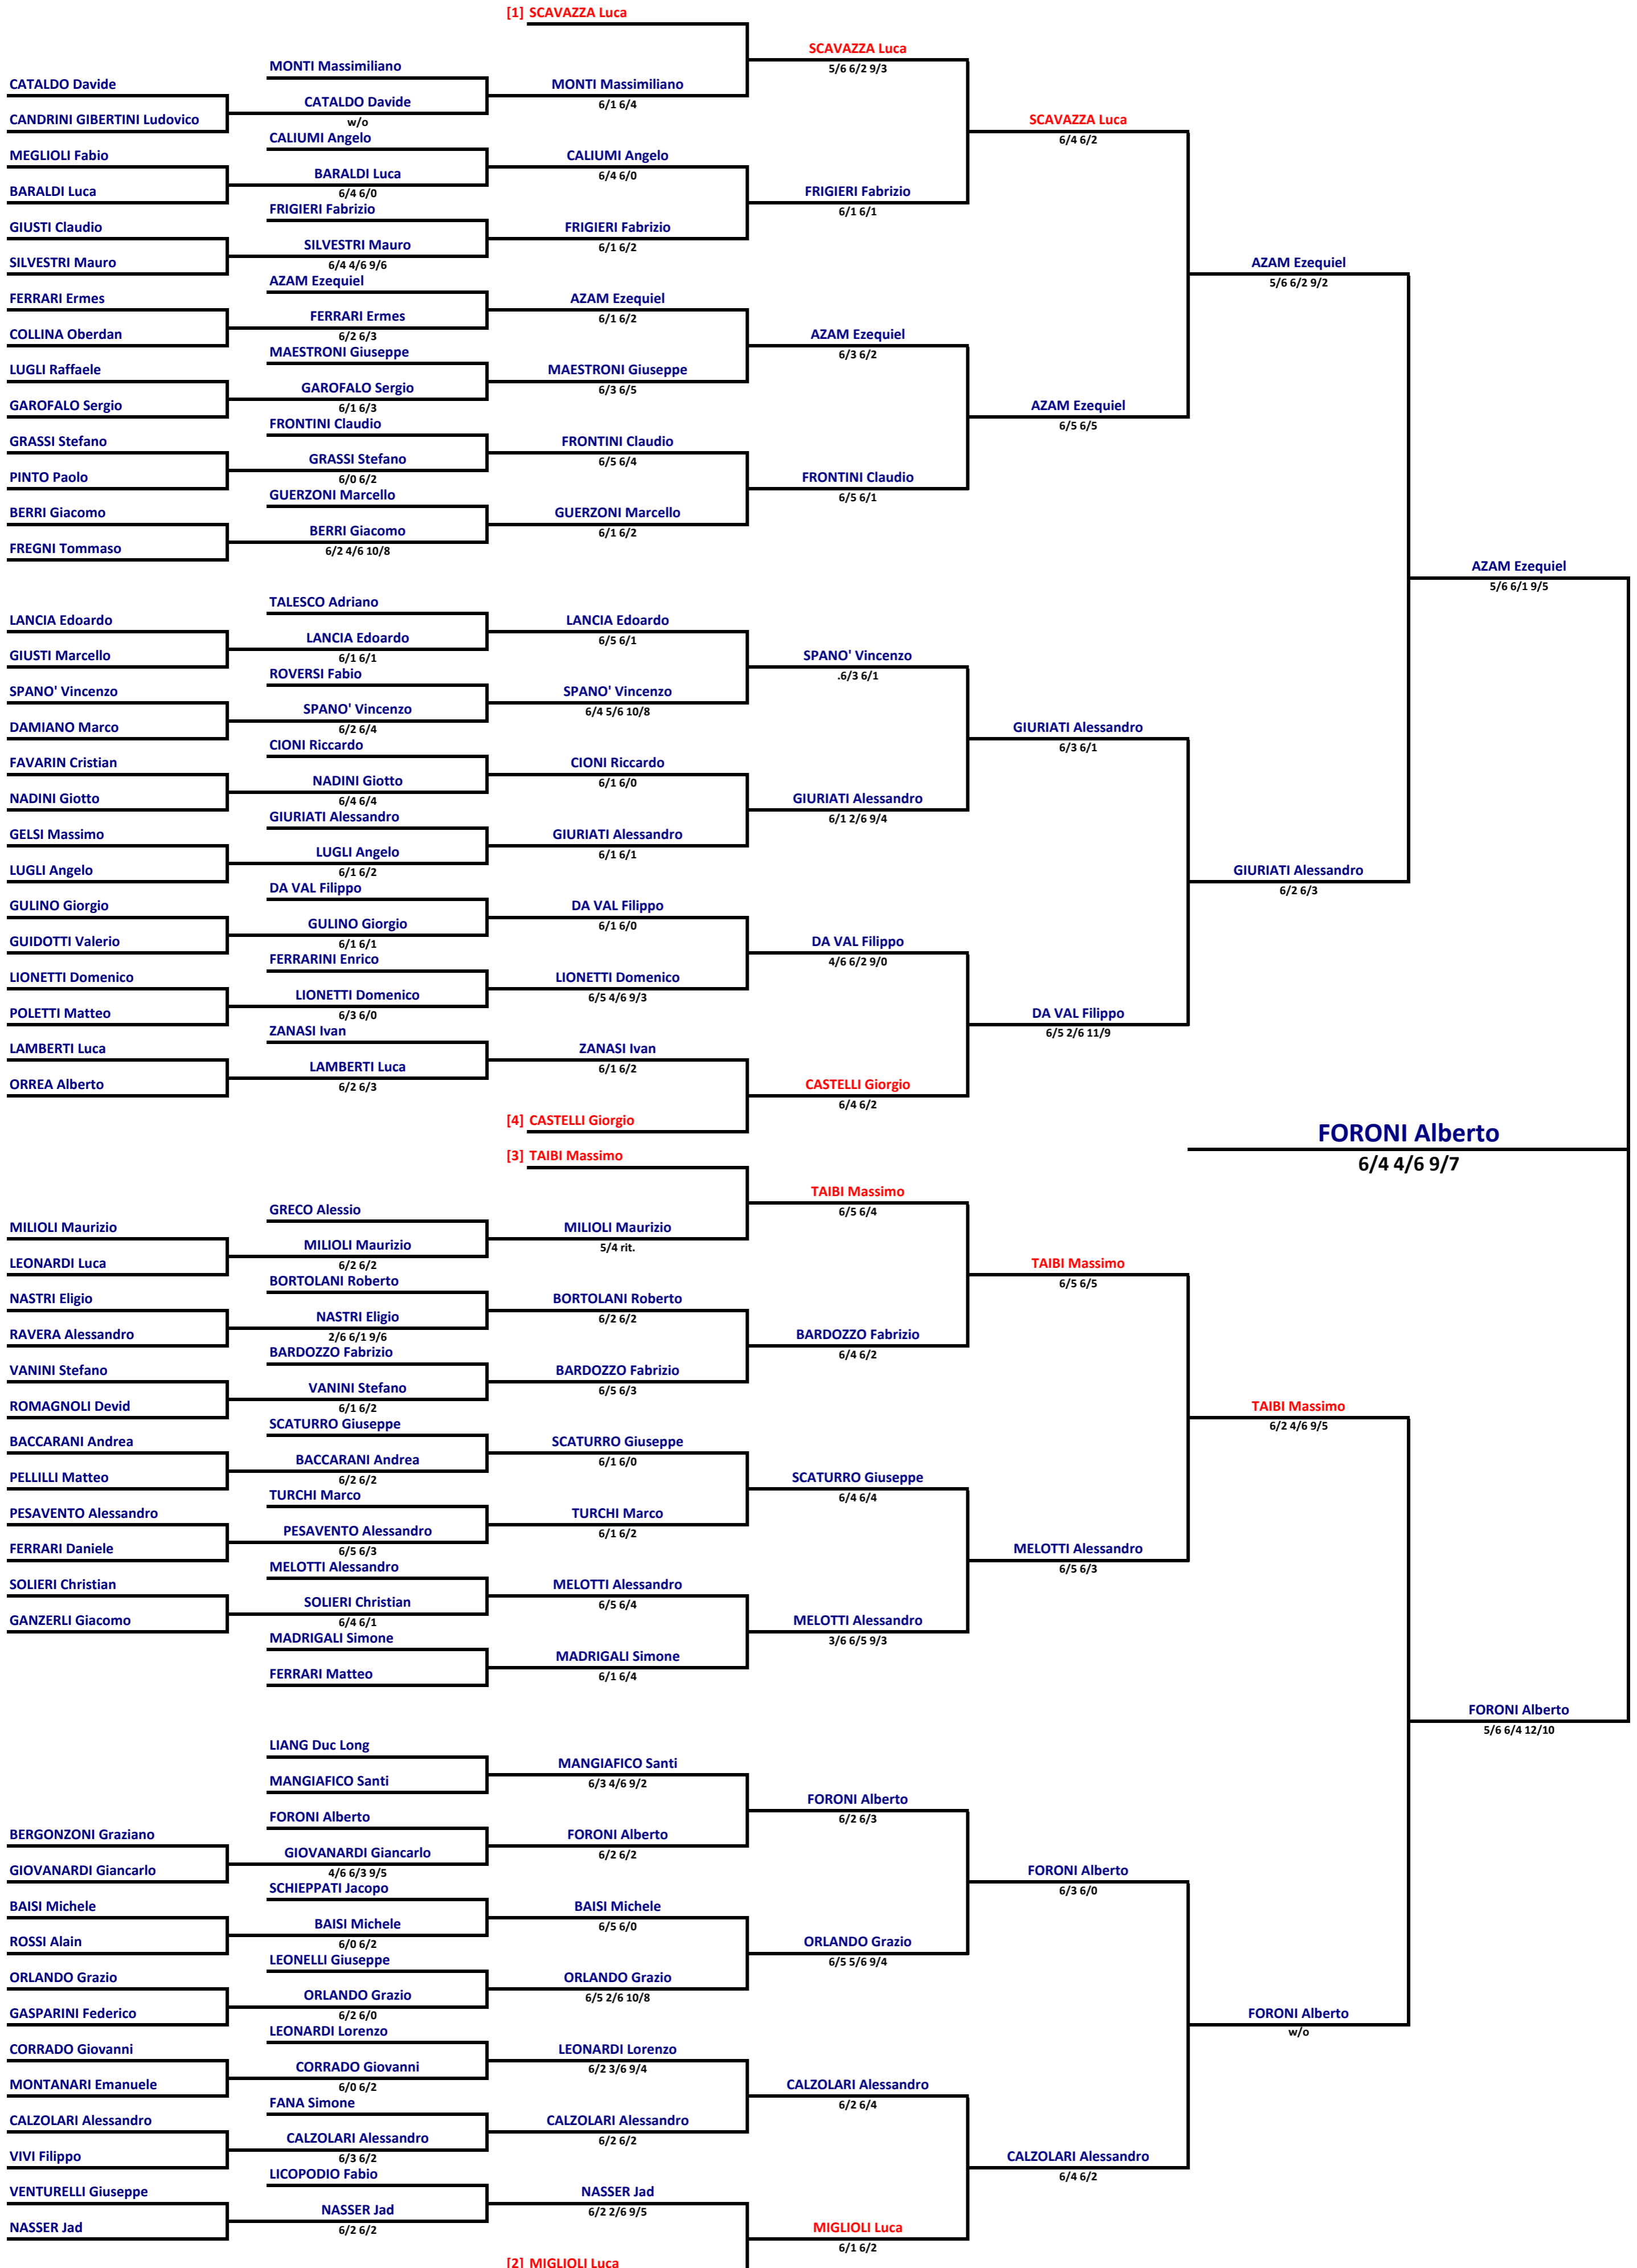 [1] SCAVAZZA Luca
SCAVAZZA Luca
5/6 6/2 9/3
MONTI Massimiliano
CATALDO Davide
MONTI Massimiliano
CATALDO Davide
6/1 6/4
CANDRINI GIBERTINI Ludovico
w/o
SCAVAZZA Luca
6/4 6/2
CALIUMI Angelo
MEGLIOLI Fabio
CALIUMI Angelo
BARALDI Luca
6/4 6/0
BARALDI Luca
6/4 6/0
FRIGIERI Fabrizio
6/1 6/1
FRIGIERI Fabrizio
GIUSTI Claudio
FRIGIERI Fabrizio
SILVESTRI Mauro
6/1 6/2
SILVESTRI Mauro
6/4 4/6 9/6
AZAM Ezequiel
5/6 6/2 9/2
AZAM Ezequiel
FERRARI Ermes
AZAM Ezequiel
FERRARI Ermes
6/1 6/2
COLLINA Oberdan
6/2 6/3
AZAM Ezequiel
6/3 6/2
MAESTRONI Giuseppe
LUGLI Raffaele
MAESTRONI Giuseppe
GAROFALO Sergio
6/3 6/5
GAROFALO Sergio
6/1 6/3
AZAM Ezequiel
6/5 6/5
FRONTINI Claudio
GRASSI Stefano
FRONTINI Claudio
GRASSI Stefano
6/5 6/4
PINTO Paolo
6/0 6/2
FRONTINI Claudio
6/5 6/1
GUERZONI Marcello
BERRI Giacomo
GUERZONI Marcello
BERRI Giacomo
6/1 6/2
FREGNI Tommaso
6/2 4/6 10/8
AZAM Ezequiel
5/6 6/1 9/5
TALESCO Adriano
LANCIA Edoardo
LANCIA Edoardo
LANCIA Edoardo
6/5 6/1
GIUSTI Marcello
6/1 6/1
SPANO' Vincenzo
.6/3 6/1
ROVERSI Fabio
SPANO' Vincenzo
SPANO' Vincenzo
SPANO' Vincenzo
6/4 5/6 10/8
DAMIANO Marco
6/2 6/4
GIURIATI Alessandro
6/3 6/1
CIONI Riccardo
FAVARIN Cristian
CIONI Riccardo
NADINI Giotto
6/1 6/0
NADINI Giotto
6/4 6/4
GIURIATI Alessandro
6/1 2/6 9/4
GIURIATI Alessandro
GELSI Massimo
GIURIATI Alessandro
LUGLI Angelo
6/1 6/1
LUGLI Angelo
6/1 6/2
GIURIATI Alessandro
6/2 6/3
DA VAL Filippo
GULINO Giorgio
DA VAL Filippo
GULINO Giorgio
6/1 6/0
GUIDOTTI Valerio
6/1 6/1
DA VAL Filippo
4/6 6/2 9/0
FERRARINI Enrico
LIONETTI Domenico
LIONETTI Domenico
LIONETTI Domenico
6/5 4/6 9/3
POLETTI Matteo
6/3 6/0
DA VAL Filippo
6/5 2/6 11/9
ZANASI Ivan
LAMBERTI Luca
ZANASI Ivan
LAMBERTI Luca
6/1 6/2
ORREA Alberto
6/2 6/3
CASTELLI Giorgio
6/4 6/2
[4] CASTELLI Giorgio
FORONI Alberto
6/4 4/6 9/7
[3] TAIBI Massimo
TAIBI Massimo
6/5 6/4
GRECO Alessio
MILIOLI Maurizio
MILIOLI Maurizio
MILIOLI Maurizio
5/4 rit.
LEONARDI Luca
6/2 6/2
TAIBI Massimo
6/5 6/5
BORTOLANI Roberto
NASTRI Eligio
BORTOLANI Roberto
NASTRI Eligio
6/2 6/2
RAVERA Alessandro
2/6 6/1 9/6
BARDOZZO Fabrizio
6/4 6/2
BARDOZZO Fabrizio
VANINI Stefano
BARDOZZO Fabrizio
VANINI Stefano
6/5 6/3
ROMAGNOLI Devid
6/1 6/2
TAIBI Massimo
6/2 4/6 9/5
SCATURRO Giuseppe
BACCARANI Andrea
SCATURRO Giuseppe
BACCARANI Andrea
6/1 6/0
PELLILLI Matteo
6/2 6/2
SCATURRO Giuseppe
6/4 6/4
TURCHI Marco
PESAVENTO Alessandro
TURCHI Marco
PESAVENTO Alessandro
6/1 6/2
FERRARI Daniele
6/5 6/3
MELOTTI Alessandro
6/5 6/3
MELOTTI Alessandro
SOLIERI Christian
MELOTTI Alessandro
SOLIERI Christian
6/5 6/4
GANZERLI Giacomo
6/4 6/1
MELOTTI Alessandro
3/6 6/5 9/3
MADRIGALI Simone
MADRIGALI Simone
FERRARI Matteo
6/1 6/4
FORONI Alberto
5/6 6/4 12/10
LIANG Duc Long
MANGIAFICO Santi
MANGIAFICO Santi
6/3 4/6 9/2
FORONI Alberto
6/2 6/3
FORONI Alberto
BERGONZONI Graziano
FORONI Alberto
GIOVANARDI Giancarlo
6/2 6/2
GIOVANARDI Giancarlo
4/6 6/3 9/5
FORONI Alberto
6/3 6/0
SCHIEPPATI Jacopo
BAISI Michele
BAISI Michele
BAISI Michele
6/5 6/0
ROSSI Alain
6/0 6/2
ORLANDO Grazio
6/5 5/6 9/4
LEONELLI Giuseppe
ORLANDO Grazio
ORLANDO Grazio
ORLANDO Grazio
6/5 2/6 10/8
GASPARINI Federico
6/2 6/0
FORONI Alberto
w/o
LEONARDI Lorenzo
CORRADO Giovanni
LEONARDI Lorenzo
CORRADO Giovanni
6/2 3/6 9/4
MONTANARI Emanuele
6/0 6/2
CALZOLARI Alessandro
6/2 6/4
FANA Simone
CALZOLARI Alessandro
CALZOLARI Alessandro
CALZOLARI Alessandro
6/2 6/2
VIVI Filippo
6/3 6/2
CALZOLARI Alessandro
6/4 6/2
LICOPODIO Fabio
VENTURELLI Giuseppe
NASSER Jad
NASSER Jad
6/2 2/6 9/5
NASSER Jad
6/2 6/2
MIGLIOLI Luca
6/1 6/2
[2] MIGLIOLI Luca